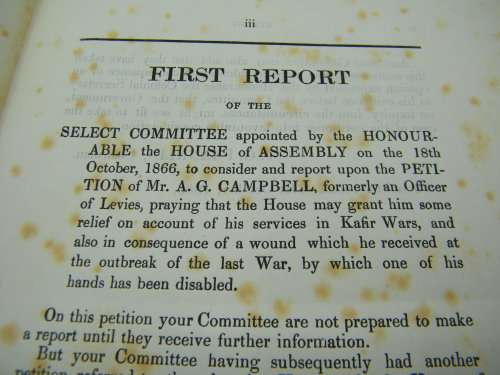 iii
FIRST REPORT
OF THE
SELECT COMMITTEE appointed by the HONOUR-
ABLE the HOUSE of ASSEMBLY on the 18th
October, 1866, to consider and report upon the PETI-
TION of Mr. A. G. CAMPBELL, formerly an Officer
of Levies, praying that the House may grant him some
relief on account of his services in Kafir Wars, and
also in consequence of a wound which he received at
the outbreak of the last War, by which one of his
hands has been disabled.
On this petition your Committee are not prepared to make
a report until they receive further information.
But your Committee having subsequently had another
petition referred to